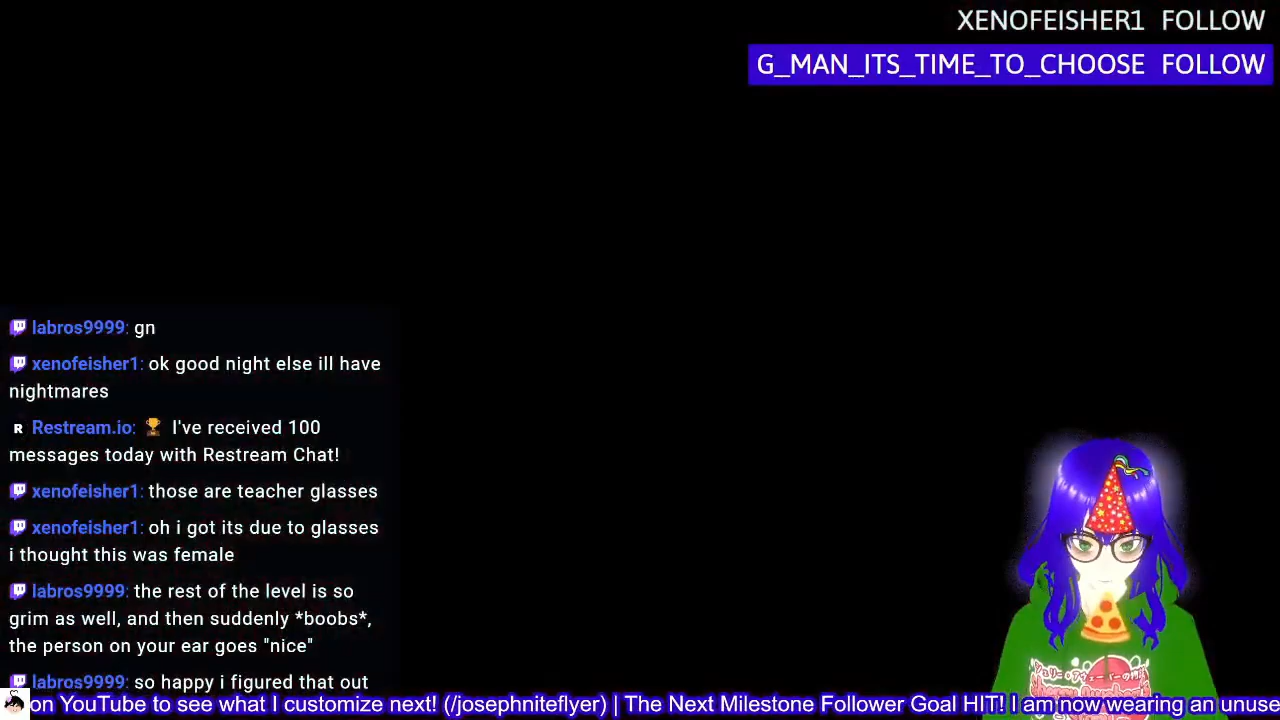 XENOFEISHER1 FOLLOW
G_MAN_ITS_TIME_TO_CHOOSE FOLLOW
labros9999: gn
xenofeisher1: ok good night else ill have
nightmares
R Restream.io: 🏆 I've received 100
messages today with Restream Chat!
xenofeisher1: those are teacher glasses
xenofeisher1: oh i got its due to glasses
i thought this was female
labros9999: the rest of the level is so
grim as well, and then suddenly *boobs*,
the person on your ear goes "nice"
labros9999: so happy i figured that out
on YouTube to see what I customize next! (/josephniteflyer) | The Next Milestone Follower Goal HIT! I am now wearing an unuse